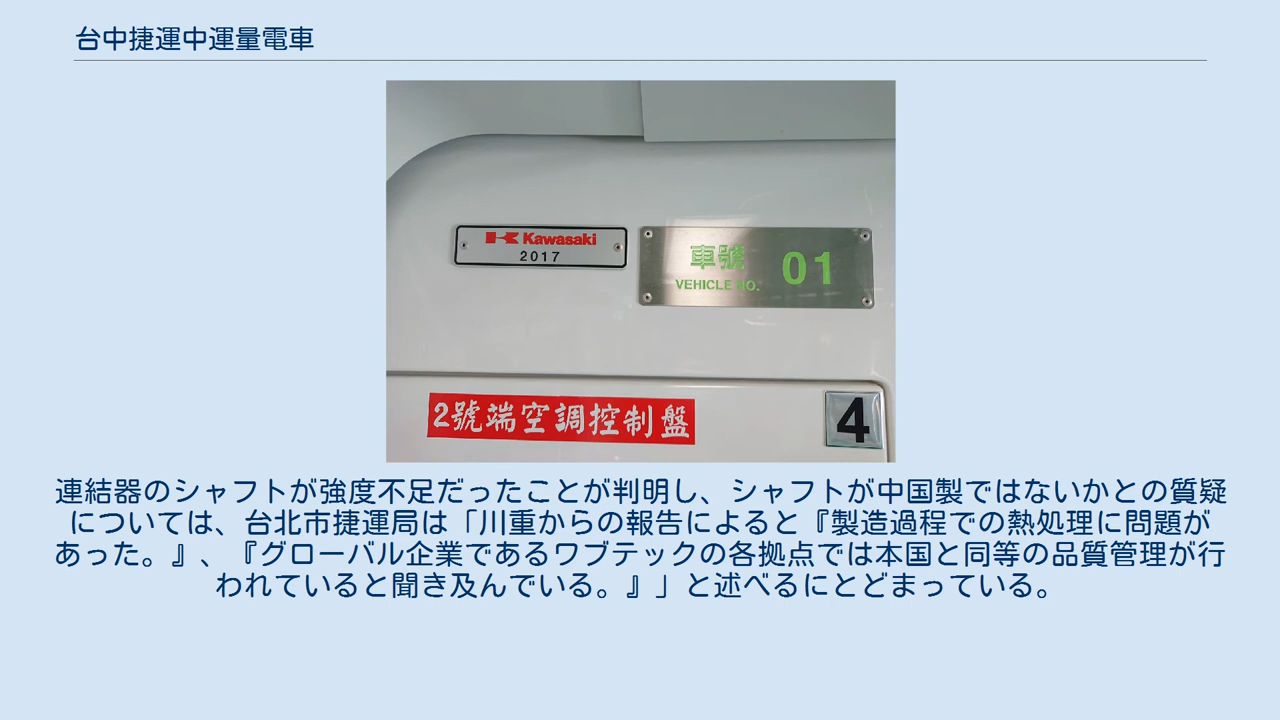 台中捷運中運量電車
Kawasaki
2017
車號
VEHICLE NO.
01
2號端空調控制盤
4
連結器のシャフトが強度不足だったことが判明し、シャフトが中国製ではないかとの質疑
については、台北市捷運局は「川重からの報告によると『製造過程での熱処理に問題が
あった。』、『グローバル企業であるワブテックの各拠点では本国と同等の品質管理が行
われていると聞き及んでいる。』」と述べるにとどまっている。